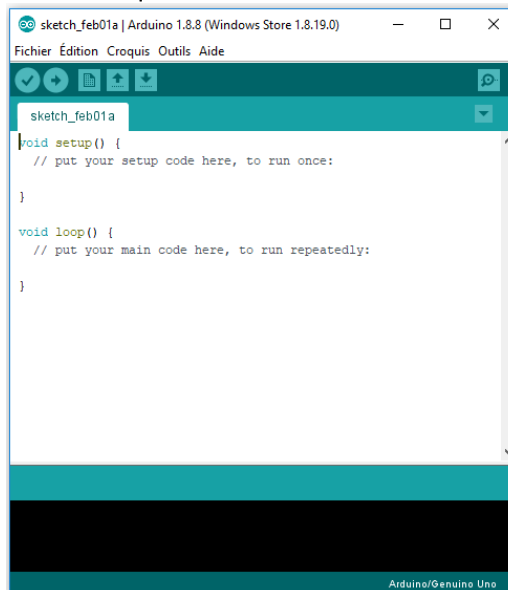 sketch_feb01a | Arduino 1.8.8 (Windows Store 1.8.19.0)
Fichier Édition Croquis Outils Aide
sketch_feb01a
void setup() {
  // put your setup code here, to run once:
}
void loop() {
  // put your main code here, to run repeatedly:
}
Arduino/Genuino Uno